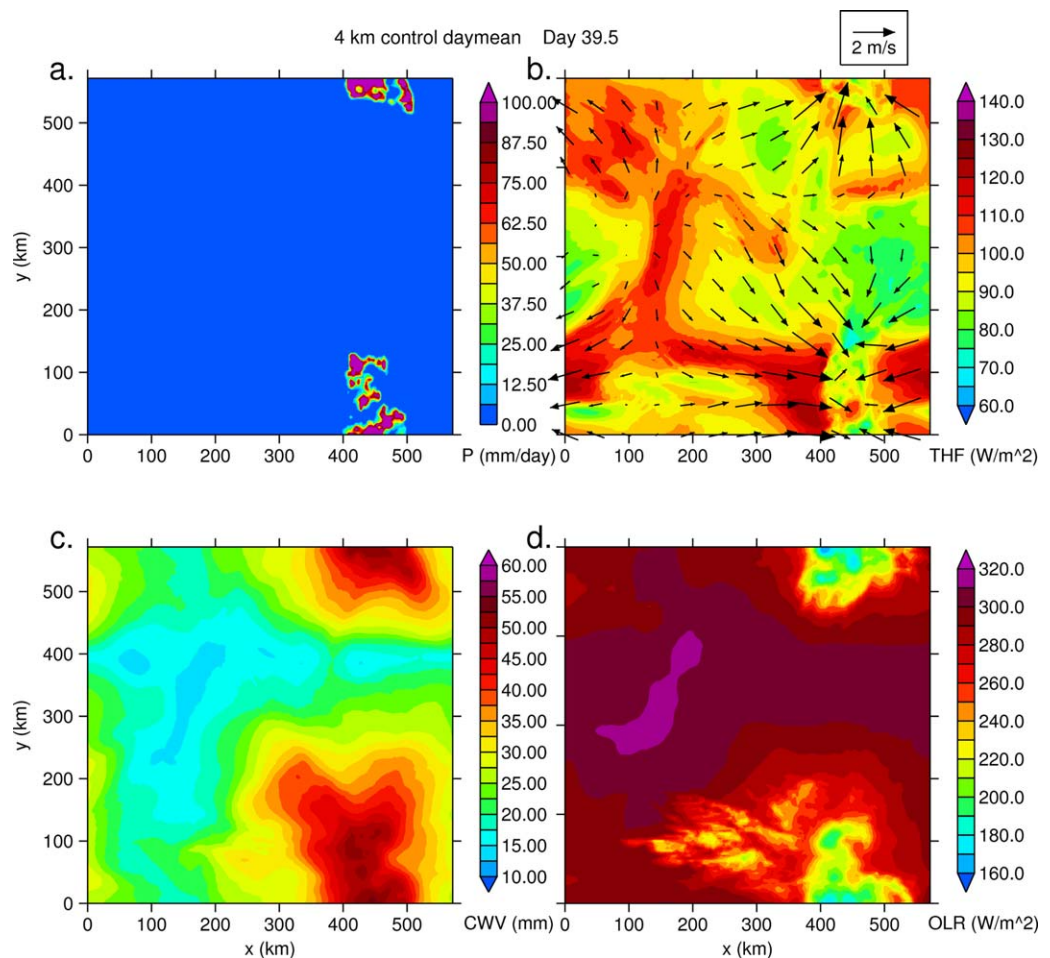 4 km control daymean Day 39.5
2 m/s
a.
b.
500
400
300
200
100
0
y (km)
0 100 200 300 400 500
P (mm/day)
100.00
87.50
75.00
62.50
50.00
37.50
25.00
12.50
0.00
0 100 200 300 400 500
THF (W/m^2)
140.0
130.0
120.0
110.0
100.0
90.0
80.0
70.0
60.0
c.
d.
500
400
300
200
100
0
y (km)
0 100 200 300 400 500
x (km)
CWV (mm)
60.00
55.00
50.00
45.00
40.00
35.00
30.00
25.00
20.00
15.00
10.00
0 100 200 300 400 500
x (km)
OLR (W/m^2)
320.0
300.0
280.0
260.0
240.0
220.0
200.0
180.0
160.0